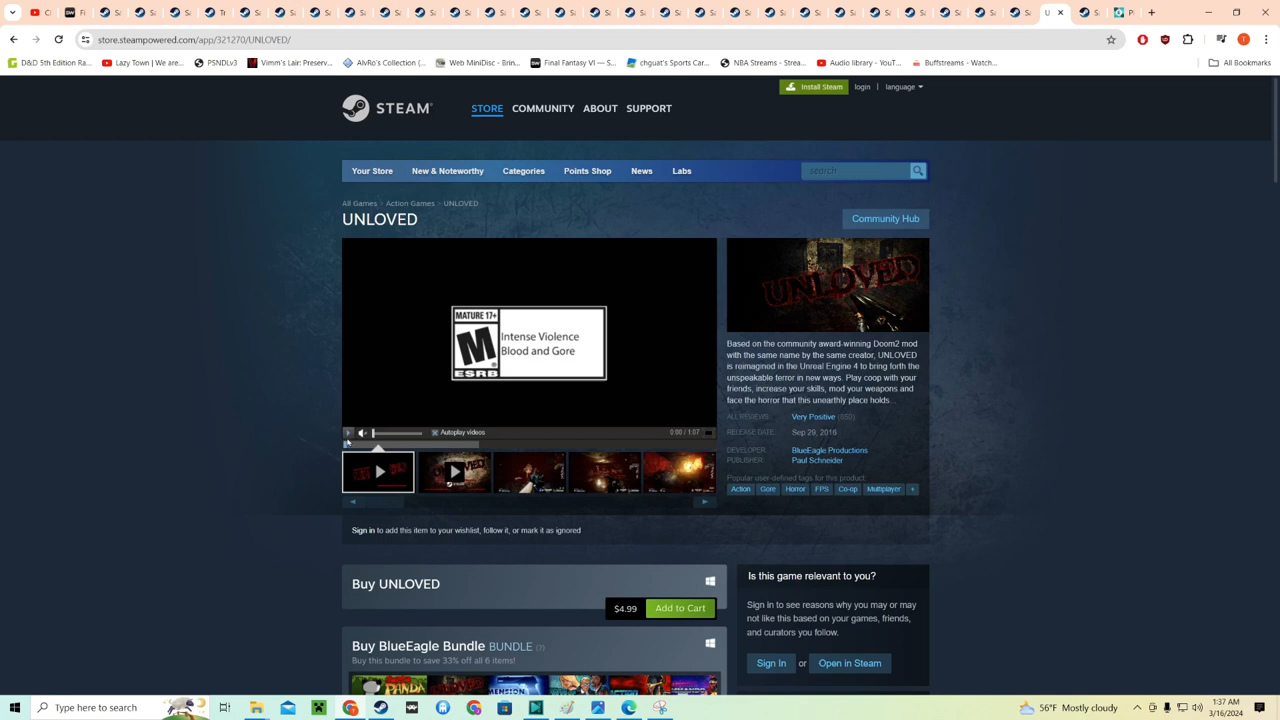 store.steampowered.com/app/321270/UNLOVED/
D&D 5th Edition Ra...
Lazy Town | We are...
PSNDLv3
Vimm's Lair: Preserv...
AlvRo's Collection (...
Web MiniDisc - Brin...
Final Fantasy VI — S...
chguat's Sports Car...
NBA Streams - Strea...
Audio library - YouT...
Buffstreams - Watch...
All Bookmarks
Install Steam login | language
STEAM
STORE COMMUNITY ABOUT SUPPORT
Your Store New & Noteworthy Categories Points Shop News Labs search
All Games > Action Games > UNLOVED
UNLOVED
Community Hub
MATURE 17+
M
ESRB
Intense Violence
Blood and Gore
UNLOVED
Based on the community award-winning Doom2 mod
with the same name by the same creator, UNLOVED
is reimagined in the Unreal Engine 4 to bring forth the
unspeakable terror in new ways. Play coop with your
friends, increase your skills, mod your weapons and
face the horror that this unearthly place holds.
ALL REVIEWS: Very Positive (550)
RELEASE DATE: Sep 29, 2016
DEVELOPER: BlueEagle Productions
PUBLISHER: Paul Schneider
Popular user-defined tags for this product:
Action Gore Horror FPS Co-op Multiplayer +
Autoplay videos
0:00 / 1:07
Sign in to add this item to your wishlist, follow it, or mark it as ignored
Buy UNLOVED
$4.99 Add to Cart
Buy BlueEagle Bundle BUNDLE (?)
Buy this bundle to save 33% off all 6 items!
Is this game relevant to you?
Sign in to see reasons why you may or may
not like this based on your games, friends,
and curators you follow.
Sign In or Open in Steam
Type here to search
56°F Mostly cloudy
1:37 AM
3/16/2024